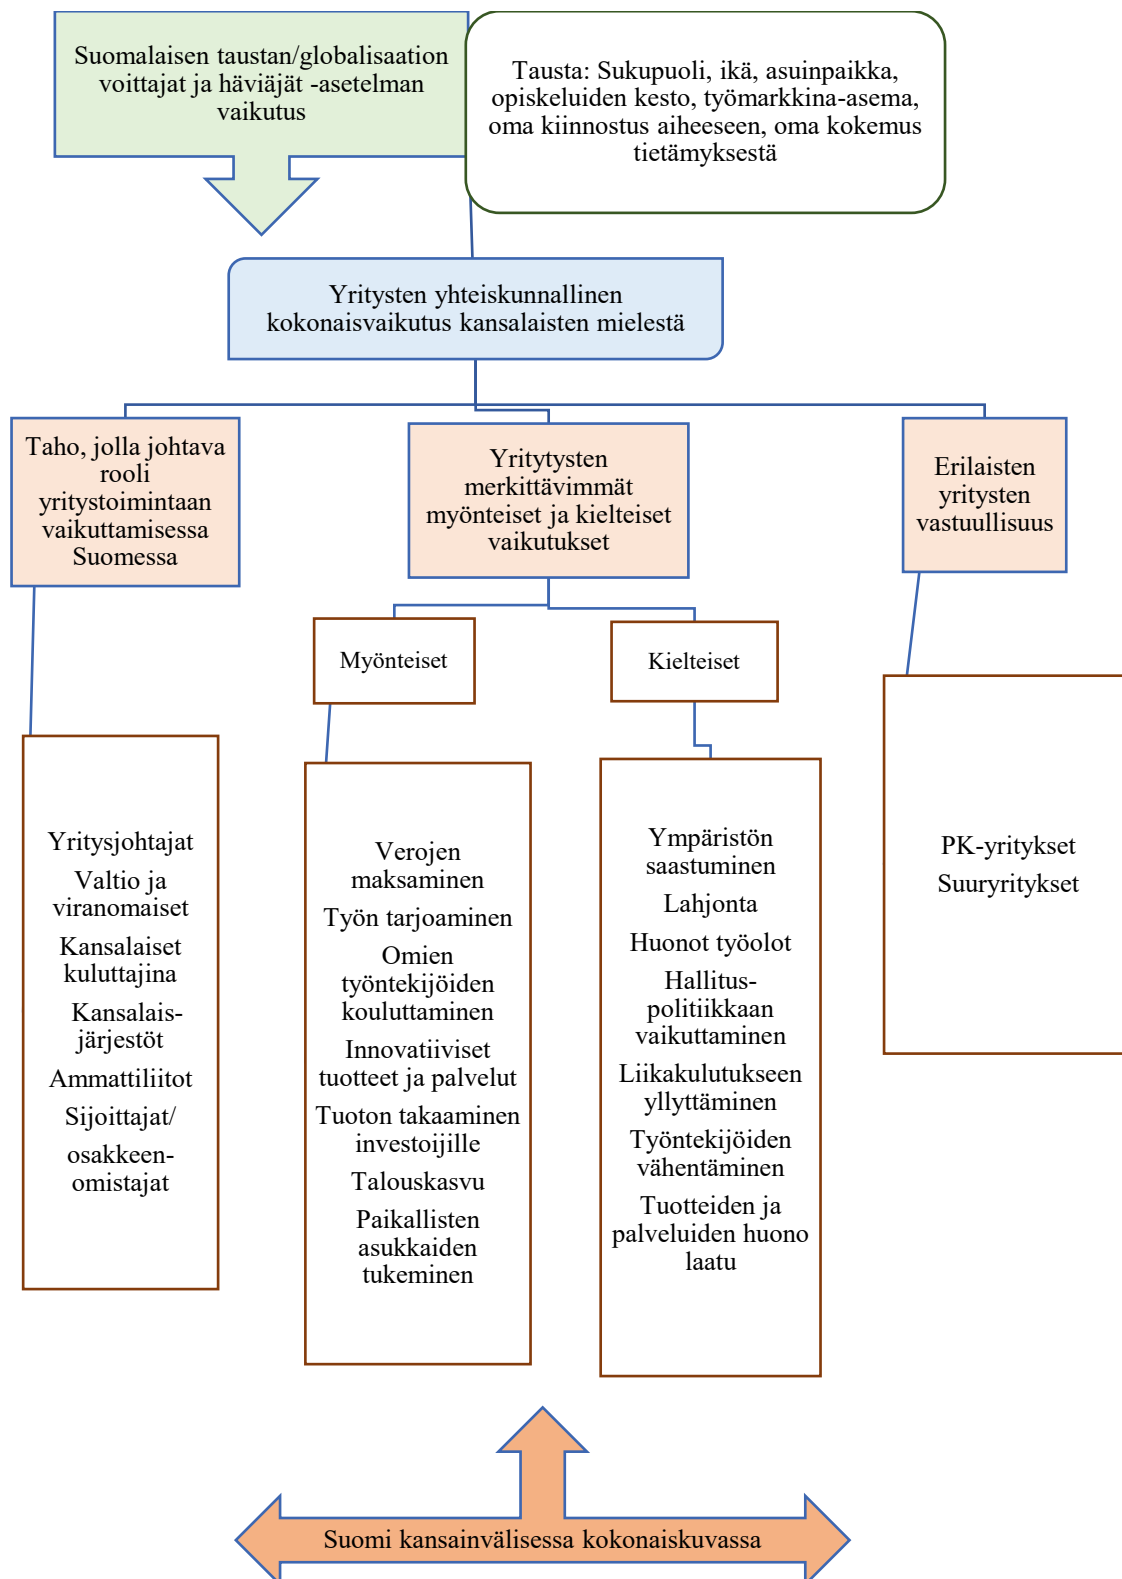 Suomalaisen taustan/globalisaation
voittajat ja häviäjät -asetelman
vaikutus
Tausta: Sukupuoli, ikä, asuinpaikka,
opiskeluiden kesto, työmarkkina-asema,
oma kiinnostus aiheeseen, oma kokemus
tietämyksestä
Yritysten yhteiskunnallinen
kokonaisvaikutus kansalaisten mielestä
Taho, jolla johtava
rooli
yritystoimintaan
vaikuttamisessa
Suomessa
Yritytysten
merkittävimmät
myönteiset ja kielteiset
vaikutukset
Erilaisten
yritysten
vastuullisuus
Myönteiset
Kielteiset
Yritysjohtajat
Valtio ja
viranomaiset
Kansalaiset
kuluttajina
Kansalais-
järjestöt
Ammattiliitot
Sijoittajat/
osakkeen-
omistajat
Verojen
maksaminen
Työn tarjoaminen
Omien
työntekijöiden
kouluttaminen
Innovatiiviset
tuotteet ja palvelut
Tuoton takaaminen
investoijille
Talouskasvu
Paikallisten
asukkaiden
tukeminen
Ympäristön
saastuminen
Lahjonta
Huonot työolot
Hallitus-
politiikkaan
vaikuttaminen
Liikakulutukseen
yllyttäminen
Työntekijöiden
vähentäminen
Tuotteiden ja
palveluiden huono
laatu
PK-yritykset
Suuryritykset
Suomi kansainvälisessa kokonaiskuvassa